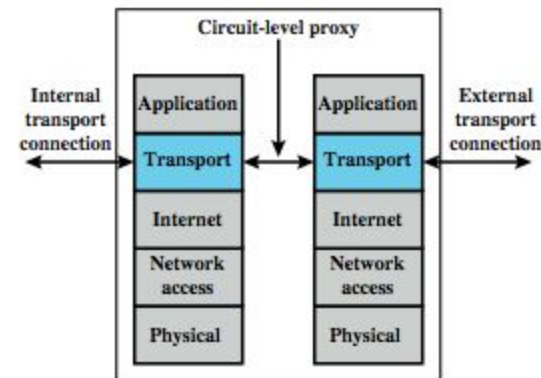 Circuit-level proxy
Internal
transport
connection
Application
Transport
Internet
Network
access
Physical
Application
Transport
Internet
Network
access
Physical
External
transport
connection